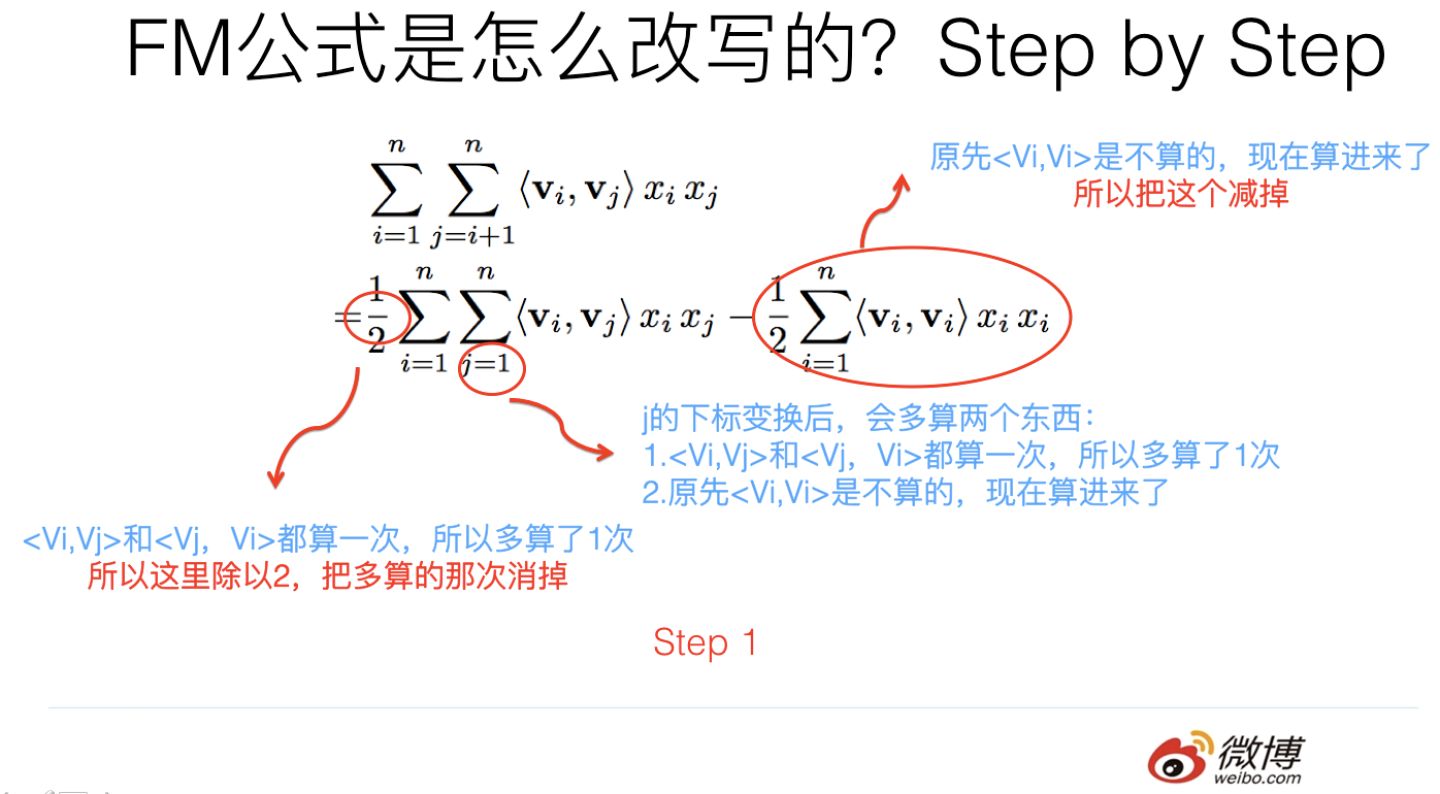 FM公式是怎么改写的？Step by Step
原先<Vi,Vi>是不算的，现在算进来了
所以把这个减掉
\sum_{i=1}^{n} \sum_{j=i+1}^{n} \langle \mathbf{v}_i, \mathbf{v}_j \rangle x_i x_j
= \frac{1}{2} \sum_{i=1}^{n} \sum_{j=1}^{n} \langle \mathbf{v}_i, \mathbf{v}_j \rangle x_i x_j - \frac{1}{2} \sum_{i=1}^{n} \langle \mathbf{v}_i, \mathbf{v}_i \rangle x_i x_i
j的下标变换后，会多算两个东西：
1.<Vi,Vj>和<Vj，Vi>都算一次，所以多算了1次
2.原先<Vi,Vi>是不算的，现在算进来了
<Vi,Vj>和<Vj，Vi>都算一次，所以多算了1次
所以这里除以2，把多算的那次消掉
Step 1
微博
weibo.com